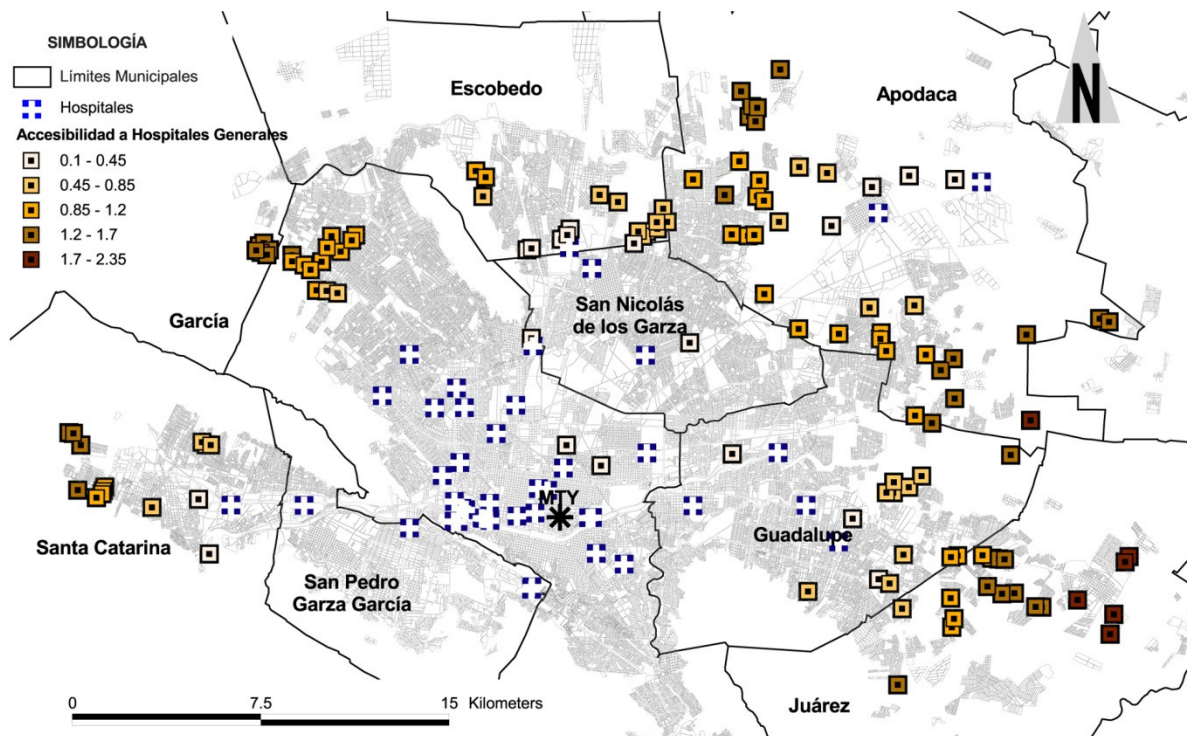 SIMBOLOGÍA
Límites Municipales
Hospitales
Accesibilidad a Hospitales Generales
0.1 - 0.45
0.45 - 0.85
0.85 - 1.2
1.2 - 1.7
1.7 - 2.35
Escobedo
Apodaca
N
García
San Nicolás
de los Garza
MTY
Guadalupe
Santa Catarina
San Pedro
Garza García
Juárez
0 7.5 15 Kilometers